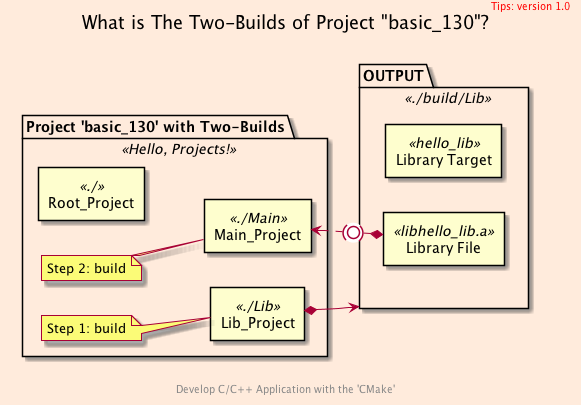 Tips: version 1.0
What is The Two-Builds of Project "basic_130"?
OUTPUT
«./build/Lib»
«hello_lib»
Library Target
«libhello_lib.a»
Library File
Project 'basic_130' with Two-Builds
«Hello, Projects!»
«./»
Root_Project
«./Main»
Main_Project
Step 2: build
«./Lib»
Lib_Project
Step 1: build
Develop C/C++ Application with the 'CMake'